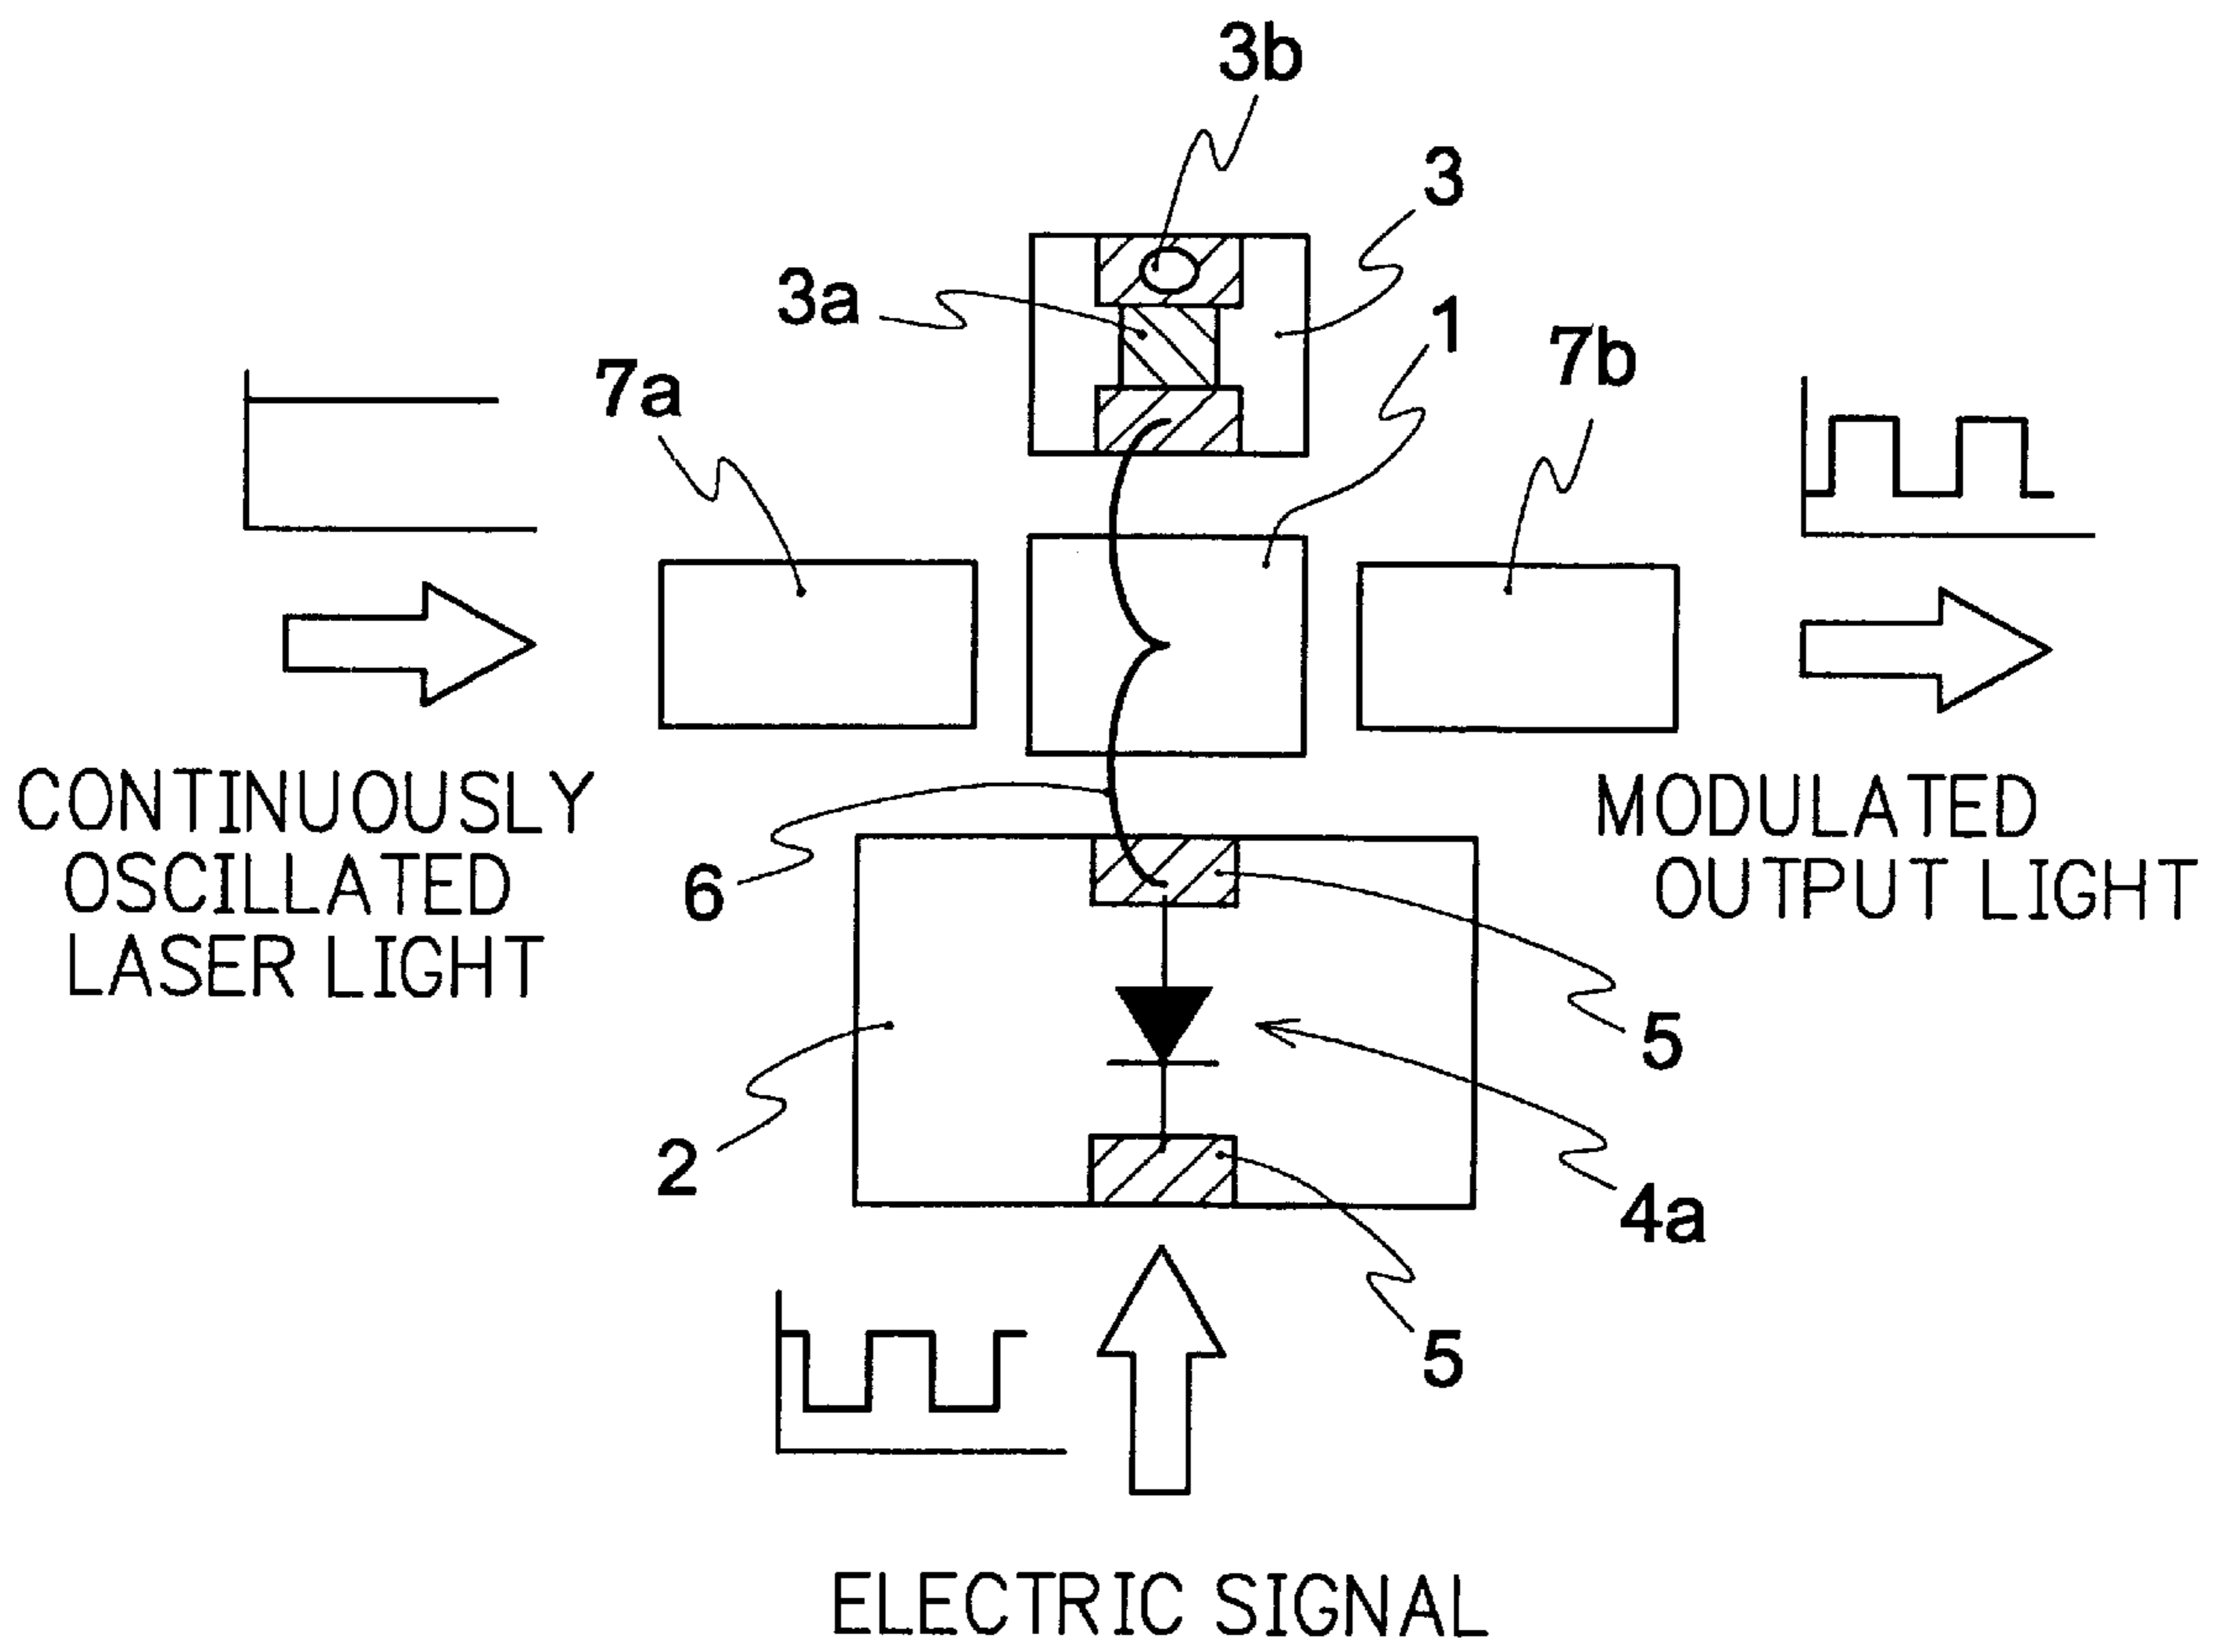 3b
3
3a
1
7a
7b
CONTINUOUSLY
OSCILLATED
LASER LIGHT
MODULATED
OUTPUT LIGHT
6
5
2
4a
5
ELECTRIC SIGNAL